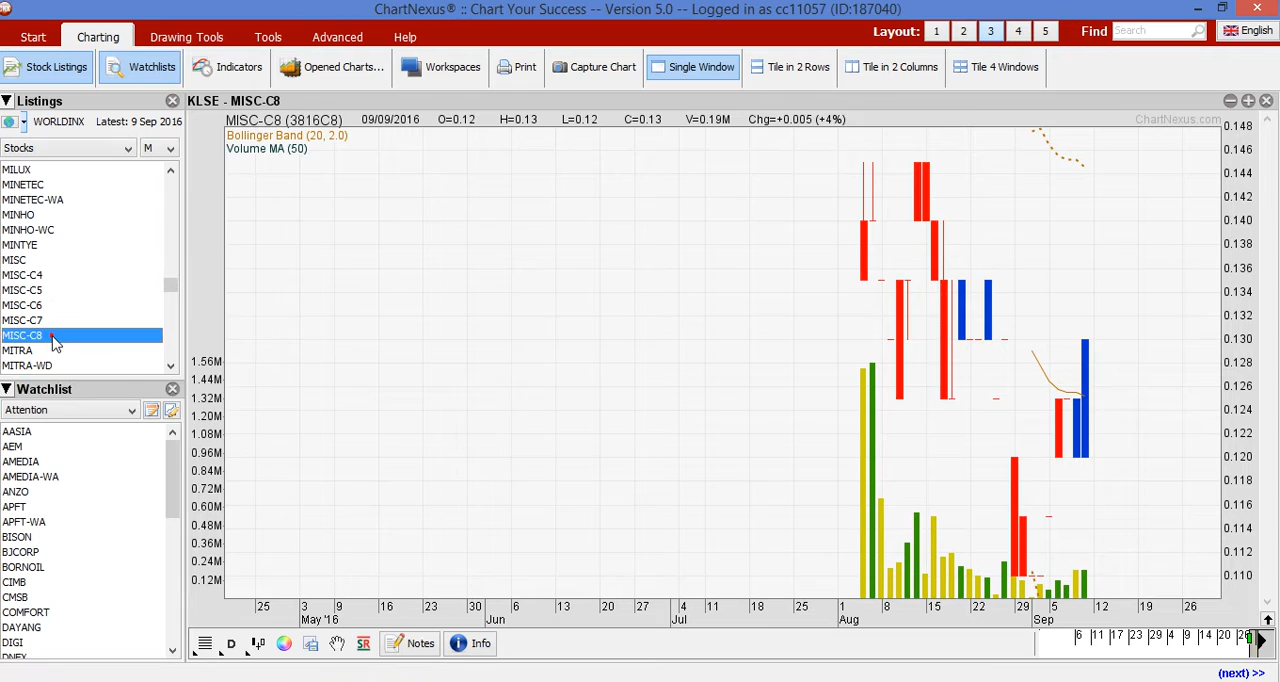 ChartNexus® :: Chart Your Success -- Version 5.0 -- Logged in as cc11057 (ID:187040)
Start Charting Drawing Tools Tools Advanced Help Layout: 1 2 3 4 5 Find Search English
Stock Listings Watchlists Indicators Opened Charts... Workspaces Print Capture Chart Single Window Tile in 2 Rows Tile in 2 Columns Tile 4 Windows
Listings
WORLDINX Latest: 9 Sep 2016
Stocks M
MILUX
MINETEC
MINETEC-WA
MINHO
MINHO-WC
MINTYE
MISC
MISC-C4
MISC-C5
MISC-C6
MISC-C7
MISC-C8
MITRA
MITRA-WD
Watchlist
Attention
AASIA
AEM
AMEDIA
AMEDIA-WA
ANZO
APFT
APFT-WA
BISON
BJCORP
BORNOIL
CIMB
CMSB
COMFORT
DAYANG
DIGI
DNEX
KLSE - MISC-C8
MISC-C8 (3816C8) 09/09/2016 O=0.12 H=0.13 L=0.12 C=0.13 V=0.19M Chg=+0.005 (+4%) ChartNexus.com
Bollinger Band (20, 2.0)
Volume MA (50)
0.148
0.146
0.144
0.142
0.140
0.138
0.136
0.134
0.132
0.130
0.128
0.126
0.124
0.122
0.120
0.118
0.116
0.114
0.112
0.110
1.56M
1.44M
1.32M
1.20M
1.08M
0.96M
0.84M
0.72M
0.60M
0.48M
0.36M
0.24M
0.12M
25 3 9 16 23 30 6 13 20 27 4 11 18 25 1 8 15 22 29 5 12 19 26
May '16 Jun Jul Aug Sep
D SR Notes Info
6 11 17 23 29 4 9 14 20 26
(next) >>